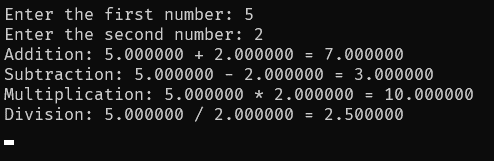 Enter the first number: 5
Enter the second number: 2
Addition: 5.000000 + 2.000000 = 7.000000
Subtraction: 5.000000 - 2.000000 = 3.000000
Multiplication: 5.000000 * 2.000000 = 10.000000
Division: 5.000000 / 2.000000 = 2.500000